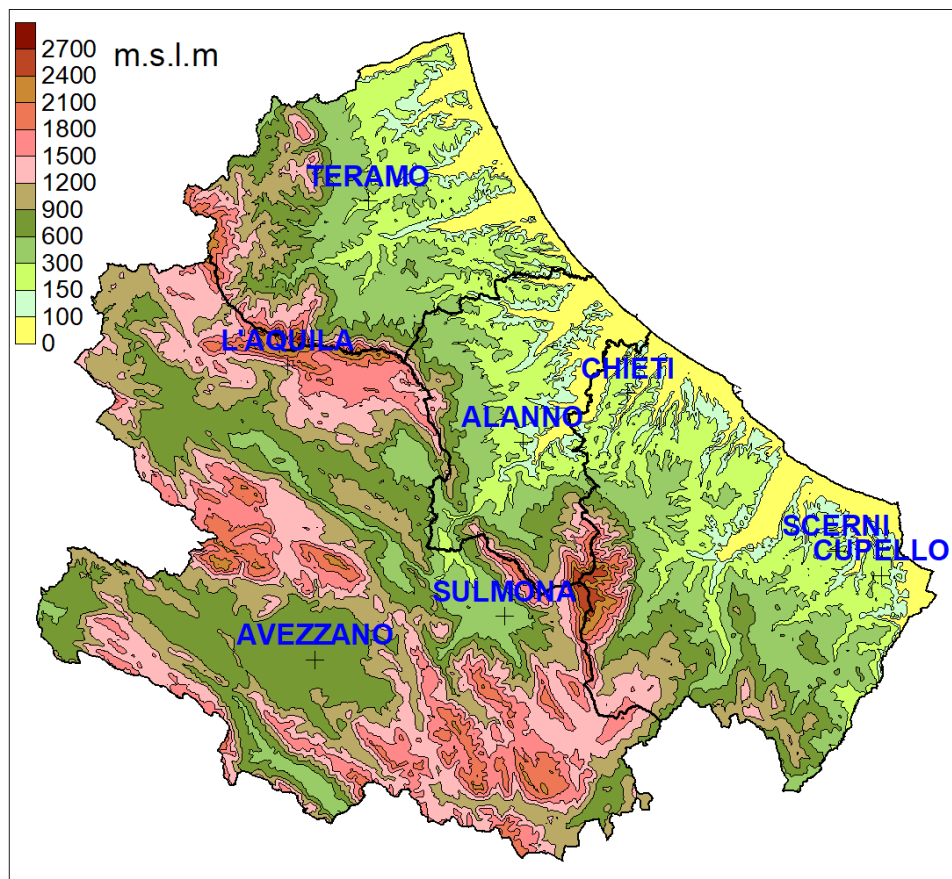 m.s.l.m
2700
2400
2100
1800
1500
1200
900
600
300
150
100
0
TERAMO
L'AQUILA
CHIETI
ALANNO
SCERNI
CUPELLO
SULMONA
AVEZZANO